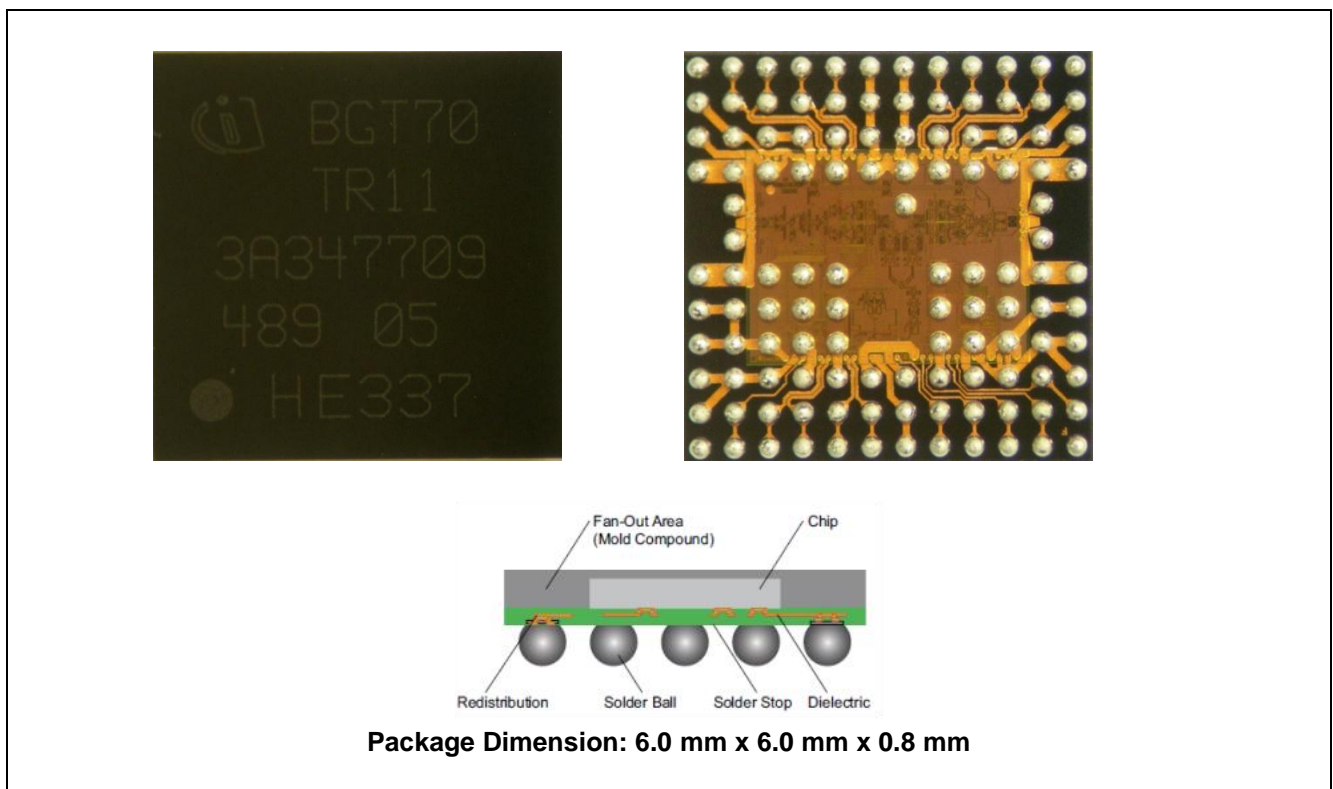 BGT70
TR11
3A347709
489 05
HE337
Fan-Out Area
(Mold Compound)
Chip
Redistribution
Solder Ball
Solder Stop
Dielectric
Package Dimension: 6.0 mm x 6.0 mm x 0.8 mm